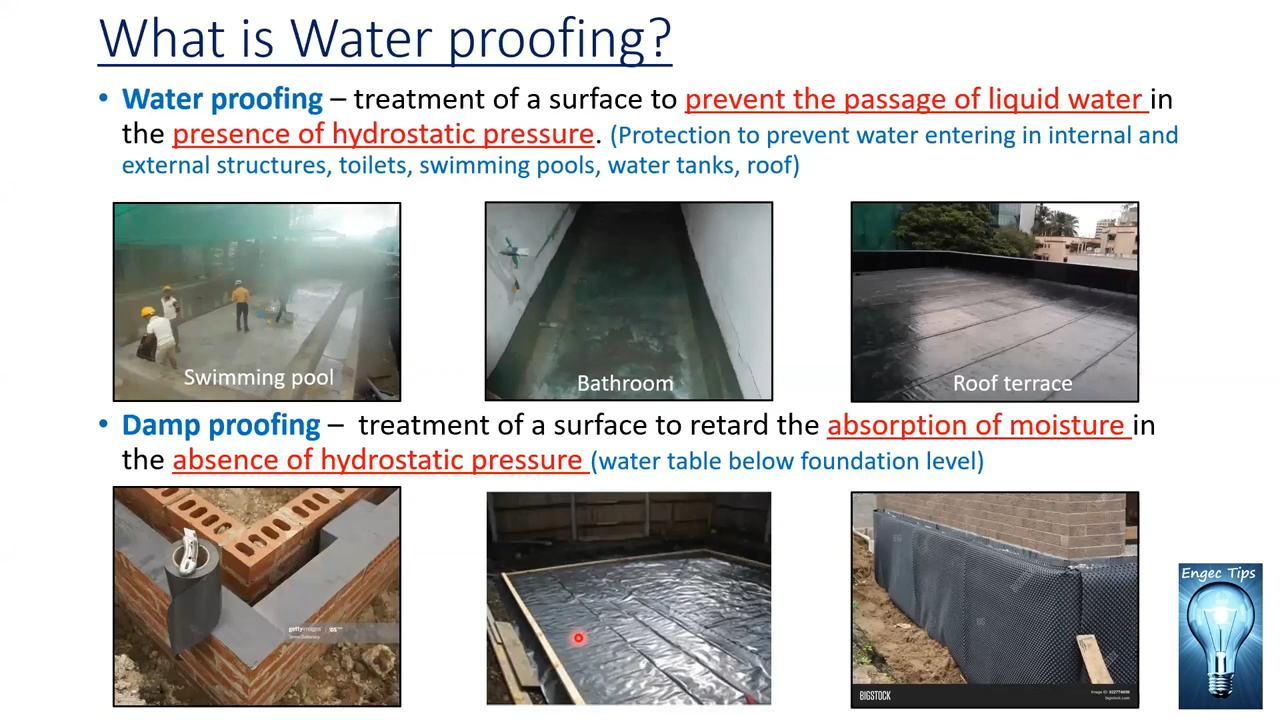 What is Water proofing?
• Water proofing – treatment of a surface to prevent the passage of liquid water in
the presence of hydrostatic pressure. (Protection to prevent water entering in internal and
external structures, toilets, swimming pools, water tanks, roof)
Swimming pool
Bathroom
Roof terrace
• Damp proofing – treatment of a surface to retard the absorption of moisture in
the absence of hydrostatic pressure (water table below foundation level)
gettyimages
BIGSTOCK
bigstock.com
Engec Tips